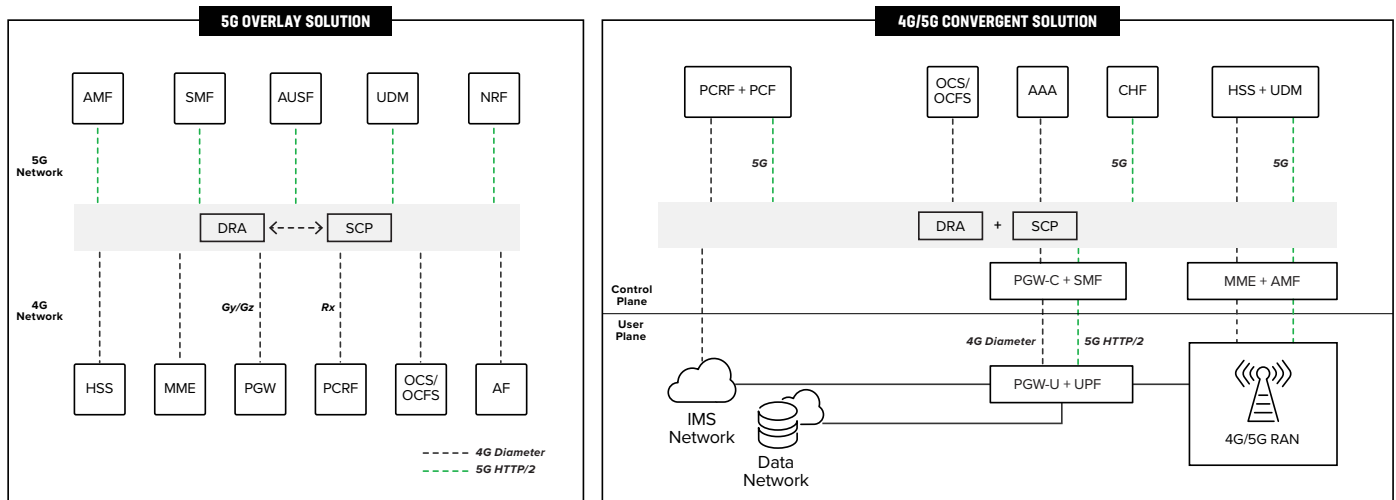 5G OVERLAY SOLUTION
AMF
SMF
AUSF
UDM
NRF
5G
Network
DRA
SCP
4G
Network
Gy/Gz
Rx
HSS
MME
PGW
PCRF
OCS/
OCFS
AF
4G Diameter
5G HTTP/2
4G/5G CONVERGENT SOLUTION
PCRF + PCF
OCS/
OCFS
AAA
CHF
HSS + UDM
5G
5G
5G
DRA
+
SCP
PGW-C + SMF
MME + AMF
Control
Plane
User
Plane
4G Diameter
5G HTTP/2
PGW-U + UPF
IMS
Network
Data
Network
4G/5G RAN